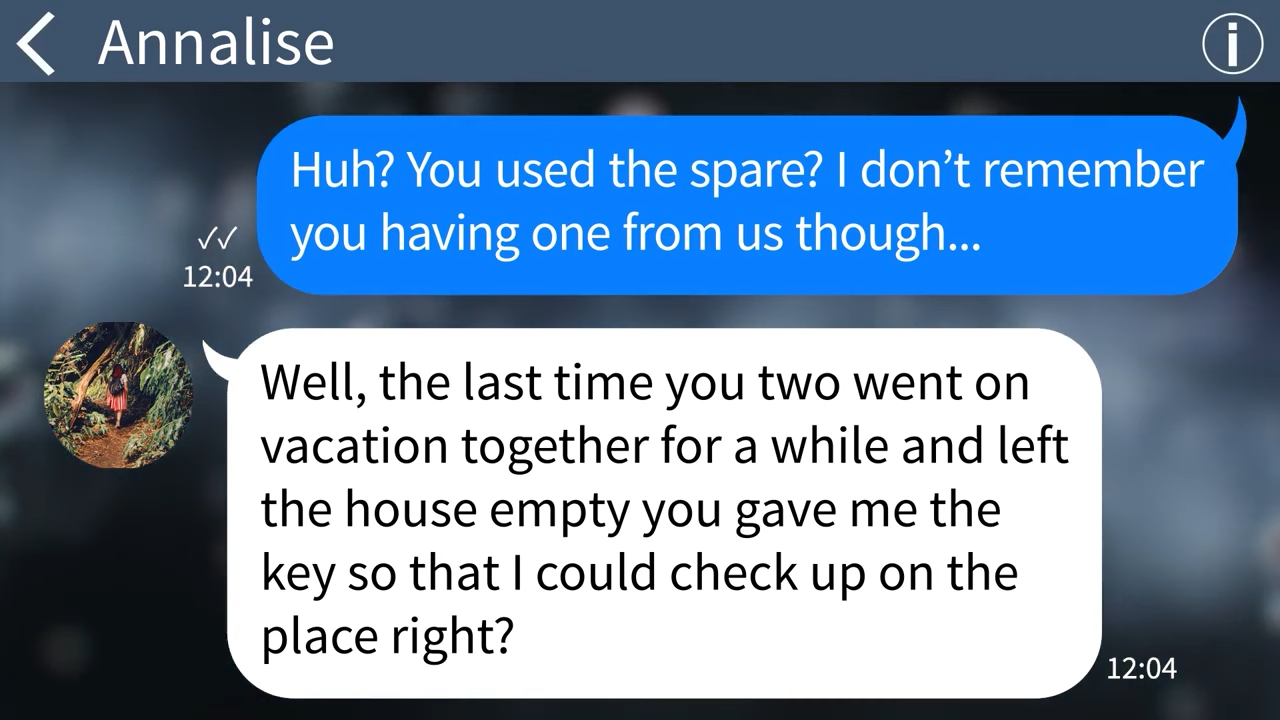 Annalise
Huh? You used the spare? I don’t remember
you having one from us though...
12:04
Well, the last time you two went on
vacation together for a while and left
the house empty you gave me the
key so that I could check up on the
place right?
12:04